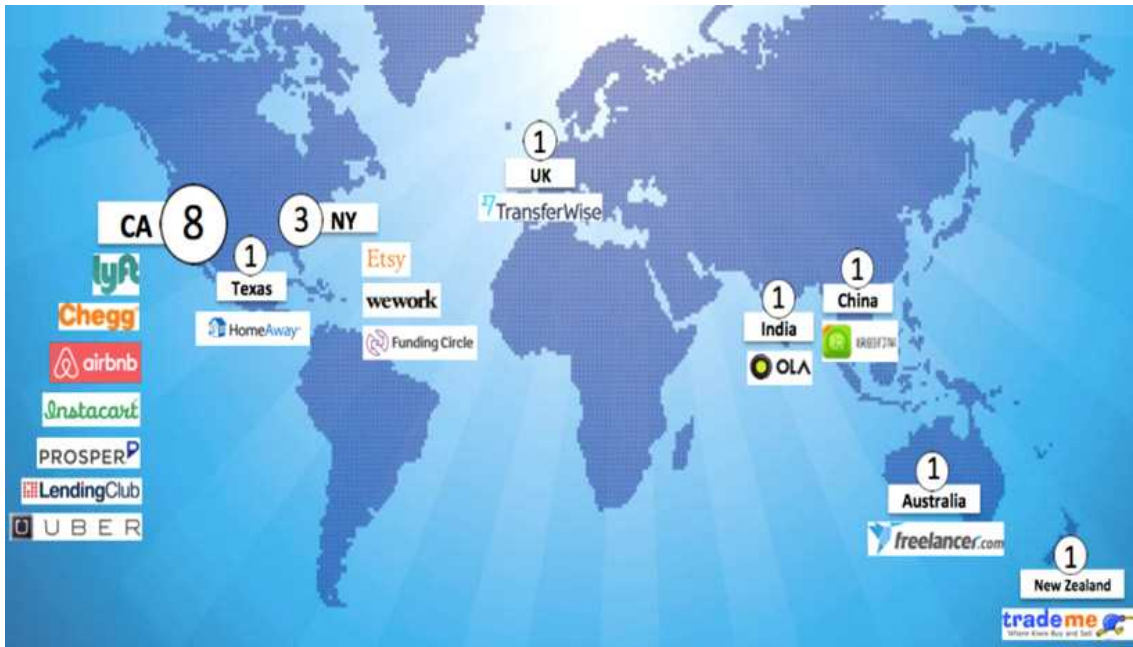 CA 8
lyft
Chegg
airbnb
Instacart
PROSPER
LendingClub
UBER
1
Texas
HomeAway
3 NY
Etsy
wework
Funding Circle
1
UK
TransferWise
1
India
OLA
1
China
1
Australia
freelancer.com
1
New Zealand
trademe
Where Kiwis Buy and Sell